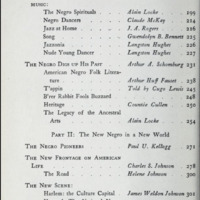 MUSIC:
The Negro Spirituals . . . . Alain Locke . . . 199
Negro Dancers . . . . Claude McKay . . . 214
Jazz at Home . . . . J. A. Rogers . . . 216
Song . . . . Gwendolyn B. Bennett . 225
Jazzonia . . . . Langston Hughes . . 226
Nude Young Dancer . . . . Langston Hughes . . 227
THE NEGRO DIGS UP HIS PAST Arthur A. Schomburg . 231
American Negro Folk Literature . . . . Arthur Huff Fauset . 238
T'appin . . . . Told by Cugo Lewis . 245
B'rer Rabbit Fools Buzzard . . . . 248
Heritage . . . . Countée Cullen . . 250
The Legacy of the Ancestral
Arts . . . . Alain Locke . . . 254
PART II: THE NEW NEGRO IN A NEW WORLD
THE NEGRO PIONEERS . . Paul U. Kellogg . . 271
THE NEW FRONTAGE ON AMERICAN
LIFE . . . . Charles S. Johnson . 278
The Road . . . . Helene Johnson . . 300
THE NEW SCENE:
Harlem: the Culture Capital James Weldon Johnson 301